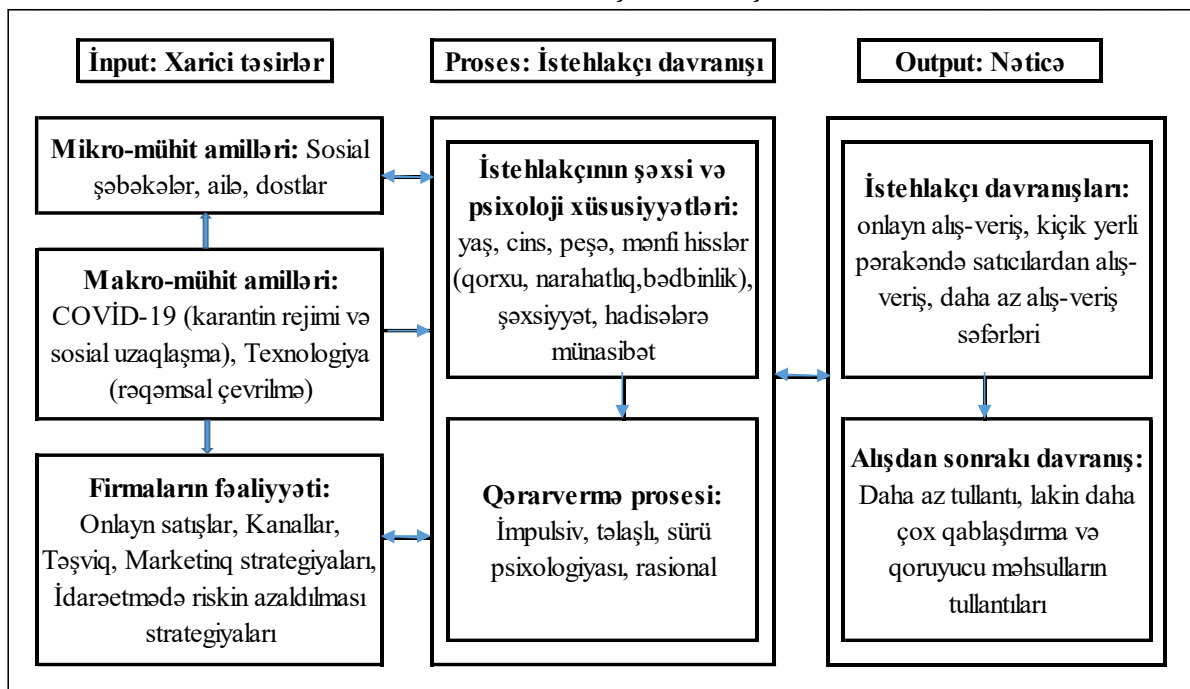 İnput: Xarici təsirlər
Proses: İstehlakçı davranışı
Output: Nəticə
Mikro-mühit amilləri: Sosial
şəbəkələr, ailə, dostlar
Makro-mühit amilləri:
COVİD-19 (karantin rejimi və
sosial uzaqlaşma), Texnologiya
(rəqəmsal çevrilmə)
Firmaların fəaliyyəti:
Onlayn satışlar, Kanallar,
Təşviq, Marketinq strategiyaları,
İdarəetmədə riskin azaldılması
strategiyaları
İstehlakçının şəxsi və
psixoloji xüsusiyyətləri:
yaş, cins, peşə, mənfi hisslər
(qorxu, narahatlıq,bədbinlik),
şəxsiyyət, hadisələrə
münasibət
Qərarvermə prosesi:
İmpulsiv, təlaşlı, sürü
psixologiyası, rasional
İstehlakçı davranışları:
onlayn alış-veriş, kiçik yerli
pərakəndə satıcılardan alış-
veriş, daha az alış-veriş
səfərləri
Alışdan sonrakı davranış:
Daha az tullantı, lakin daha
çox qablaşdırma və
qoruyucu məhsulların
tullantıları